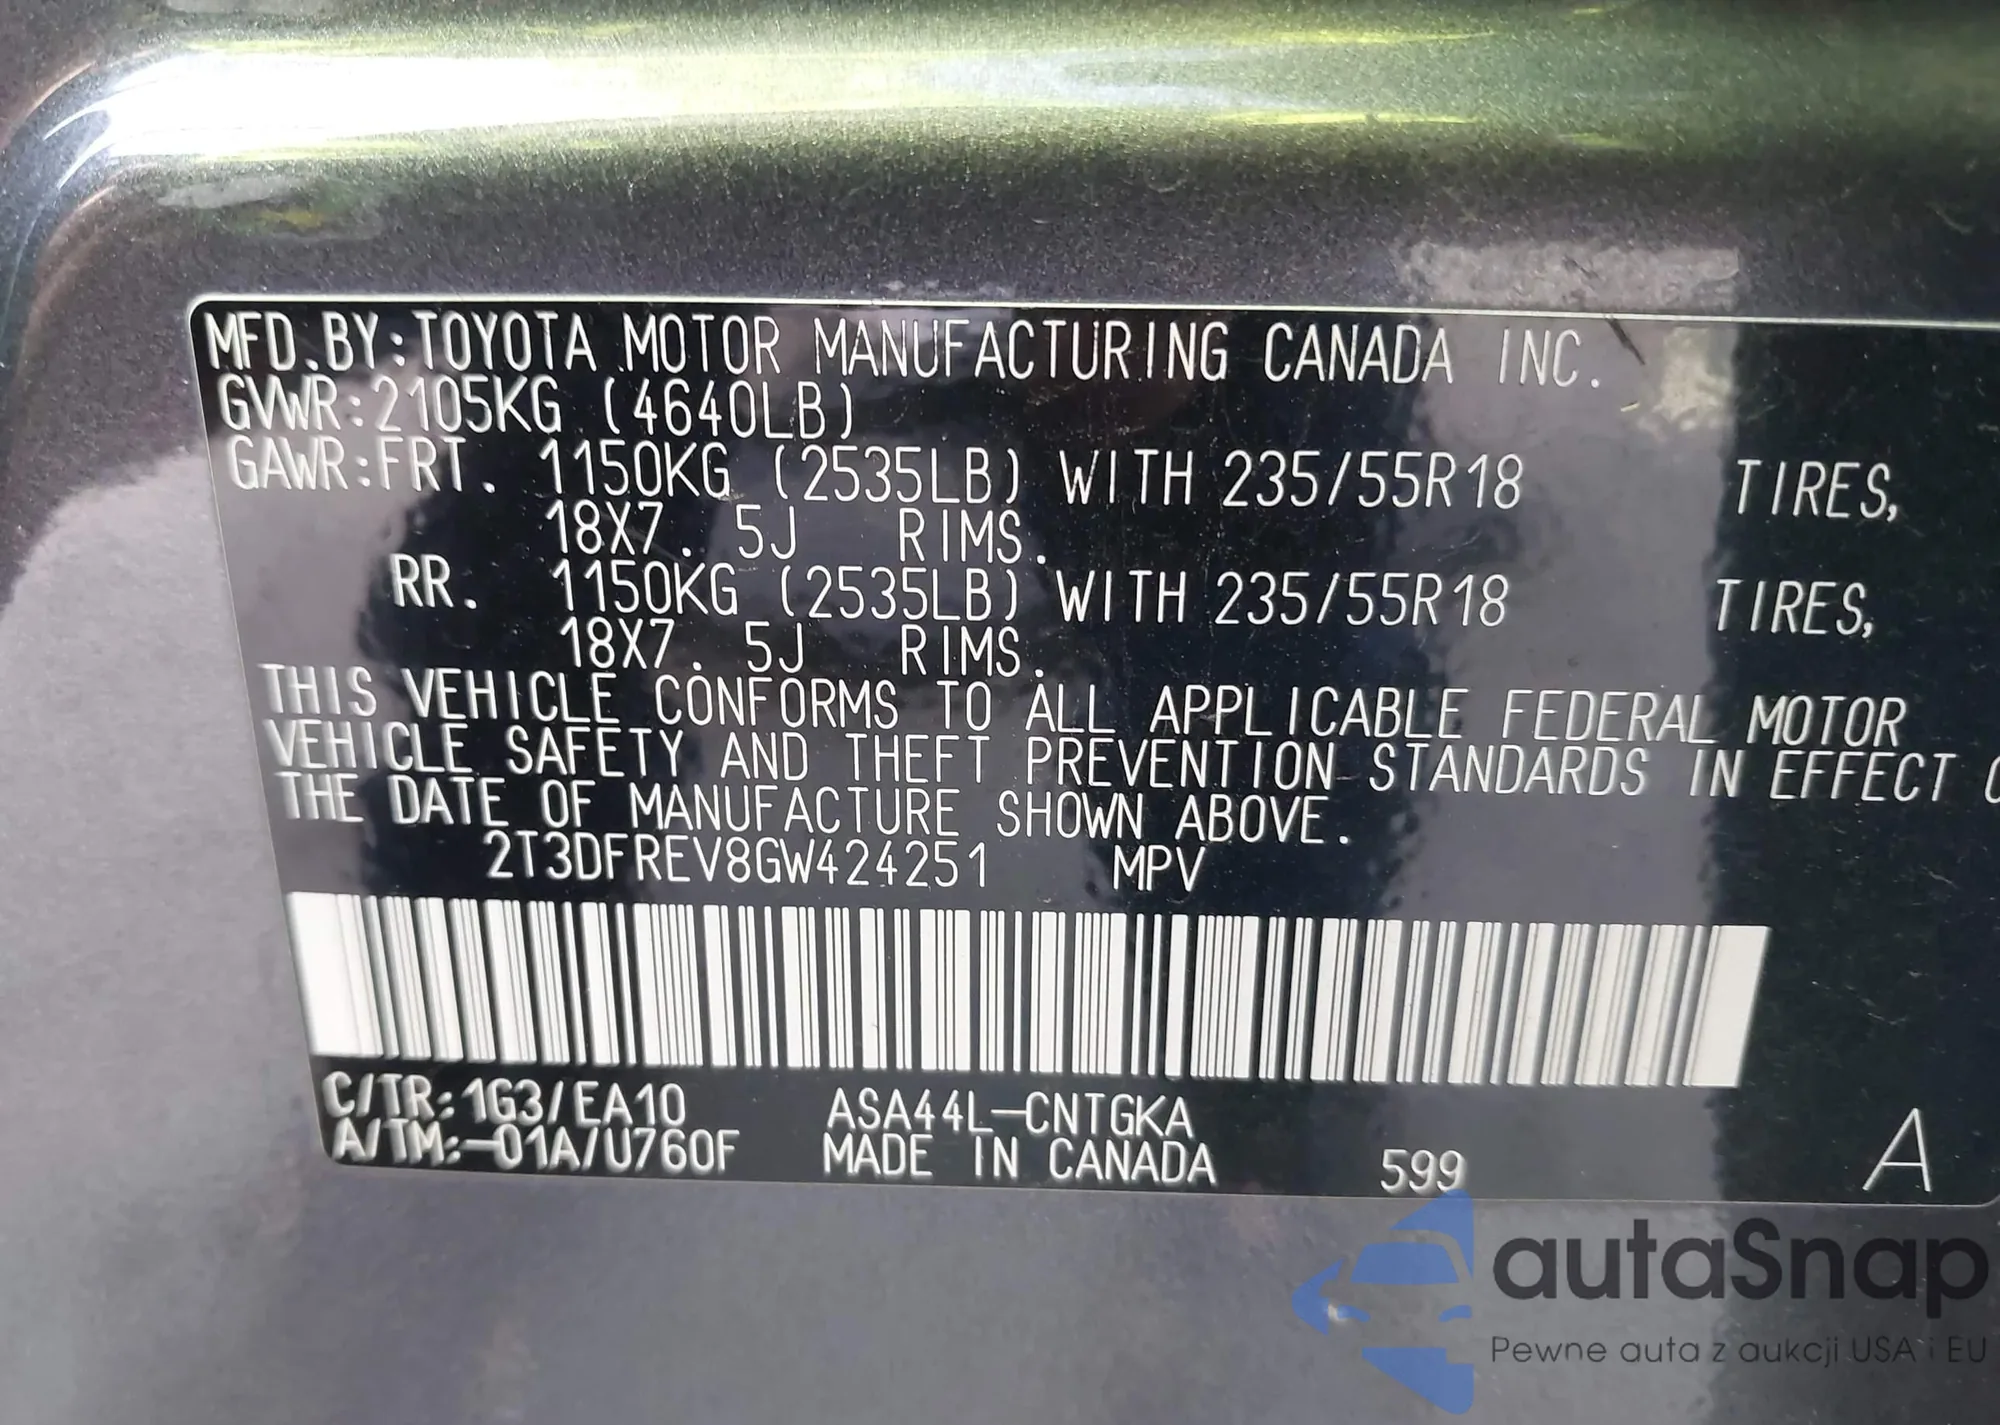 MFD.BY:TOYOTA MOTOR MANUFACTURING CANADA INC.
GVWR:2105KG (4640LB)
GAWR:FRT. 1150KG (2535LB) WITH 235/55R18 TIRES,
18X7. 5J RIMS.
RR. 1150KG (2535LB) WITH 235/55R18 TIRES,
18X7. 5J RIMS.
THIS VEHICLE CONFORMS TO ALL APPLICABLE FEDERAL MOTOR
VEHICLE SAFETY AND THEFT PREVENTION STANDARDS IN EFFECT
THE DATE OF MANUFACTURE SHOWN ABOVE.
2T3DFREV8GW424251 MPV
C/TR:1G3/EA10 ASA44L-CNTGKA
A/TM:-01A/U760F MADE IN CANADA 599 A
autaSnap
Pewne auta z aukcji USA i EU